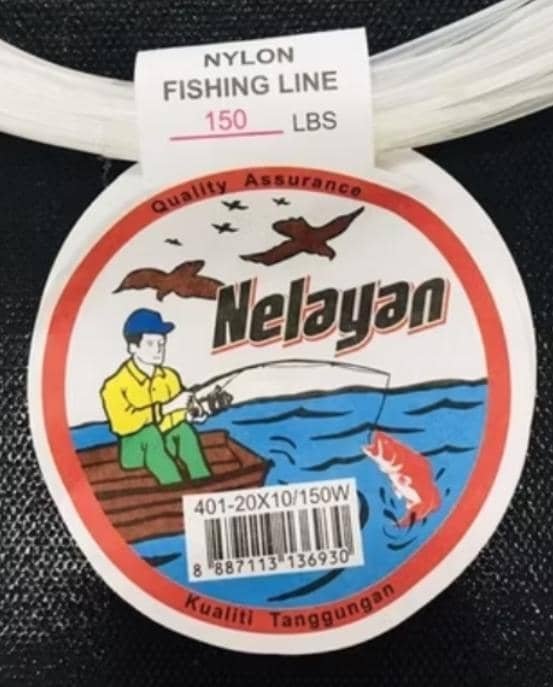 NYLON
FISHING LINE
150 LBS
Quality Assurance
Nelayan
401-20X10/150W
8 887113 136930
Kualiti Tanggungan